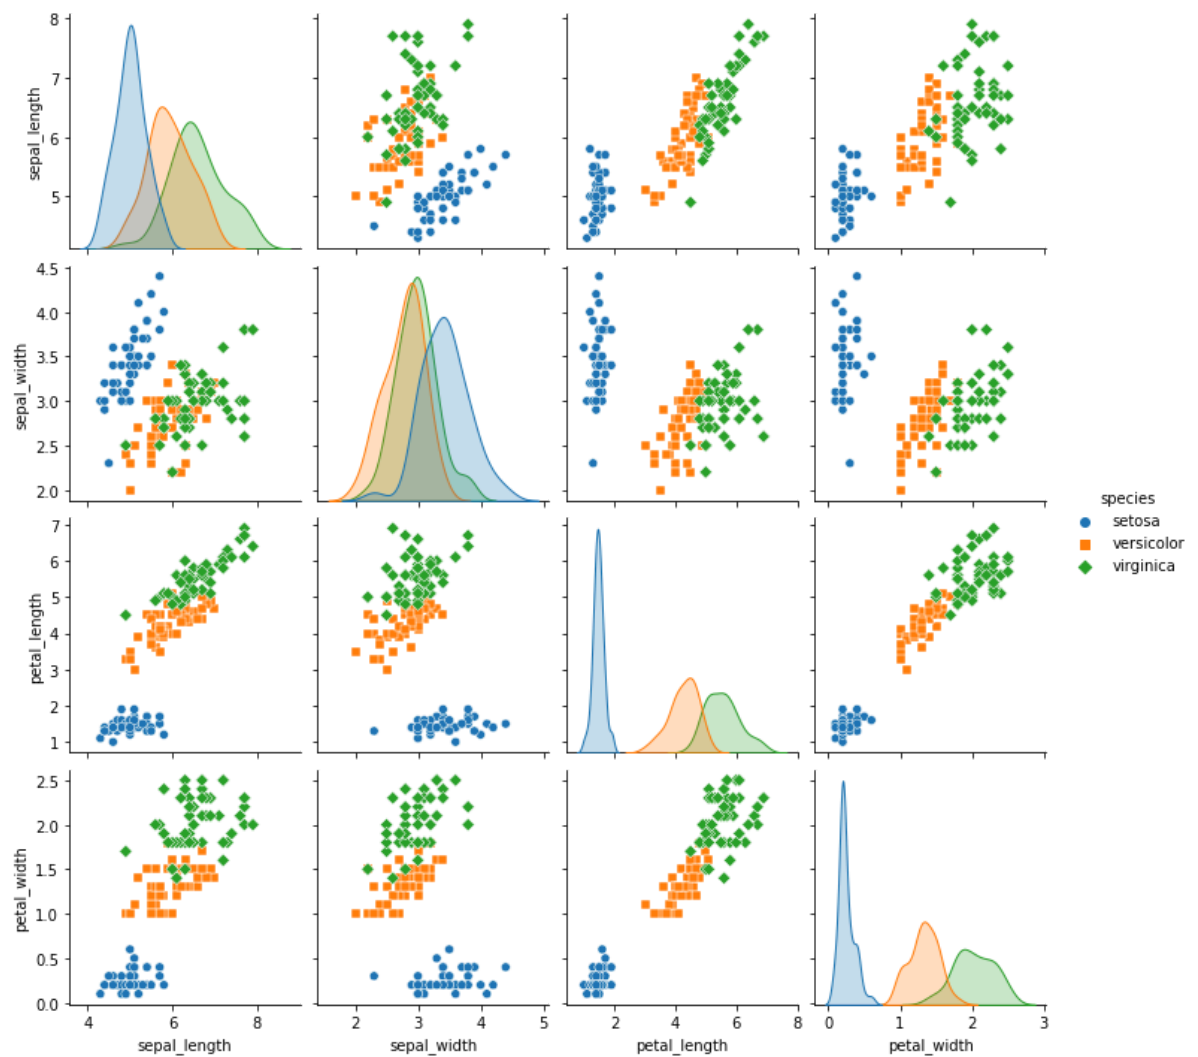 8
7
6
5
sepal_length
4.5
4.0
3.5
3.0
2.5
2.0
sepal_width
species
setosa
versicolor
virginica
7
6
5
4
3
2
1
petal_length
2.5
2.0
1.5
1.0
0.5
0.0
petal_width
4 6 8
2 3 4 5
2 4 6 8
0 1 2 3
sepal_length
sepal_width
petal_length
petal_width